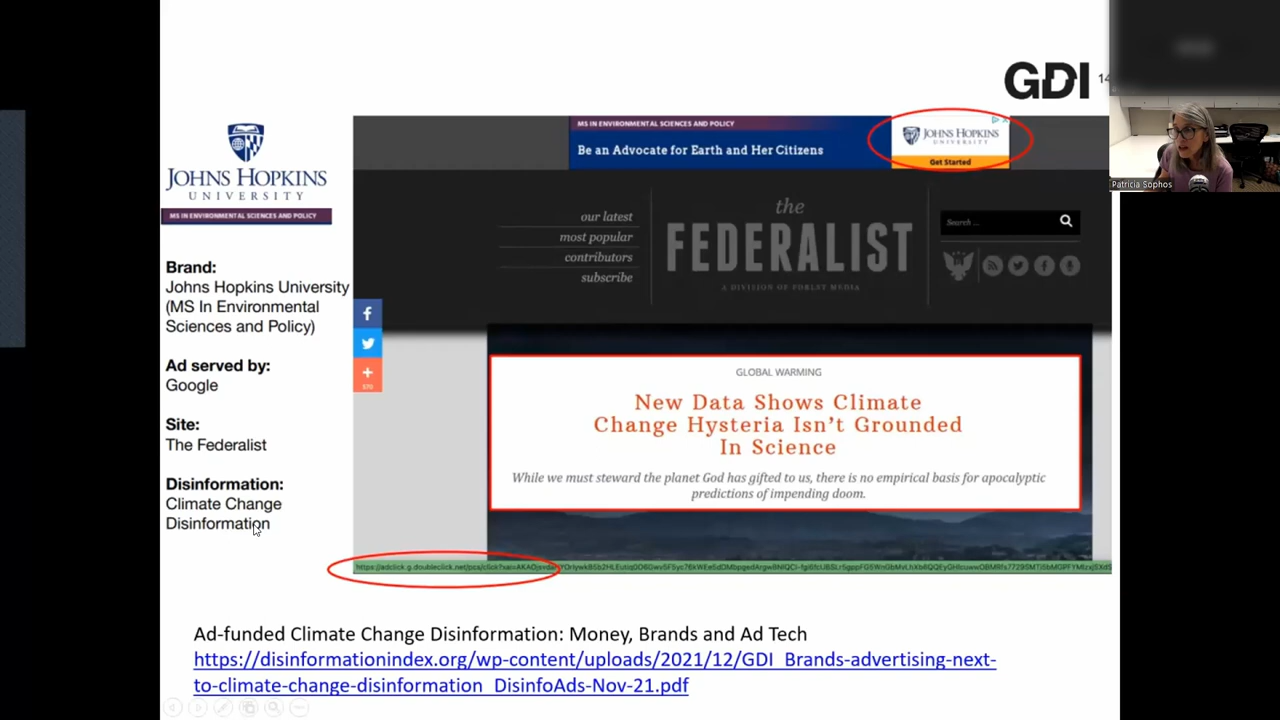 GDI
14
JOHNS HOPKINS
UNIVERSITY
MS IN ENVIRONMENTAL SCIENCES AND POLICY
Brand:
Johns Hopkins University
(MS In Environmental
Sciences and Policy)
Ad served by:
Google
Site:
The Federalist
Disinformation:
Climate Change
Disinformation
MS IN ENVIRONMENTAL SCIENCES AND POLICY
Be an Advocate for Earth and Her Citizens
JOHNS HOPKINS
UNIVERSITY
Get Started
our latest
most popular
contributors
subscribe
the
FEDERALIST
A DIVISION OF FDRLST MEDIA
Search ...
570
GLOBAL WARMING
New Data Shows Climate
Change Hysteria Isn't Grounded
In Science
While we must steward the planet God has gifted to us, there is no empirical basis for apocalyptic
predictions of impending doom.
Ad-funded Climate Change Disinformation: Money, Brands and Ad Tech
https://disinformationindex.org/wp-content/uploads/2021/12/GDI_Brands-advertising-next-
to-climate-change-disinformation_DisinfoAds-Nov-21.pdf
Patricia Sophos